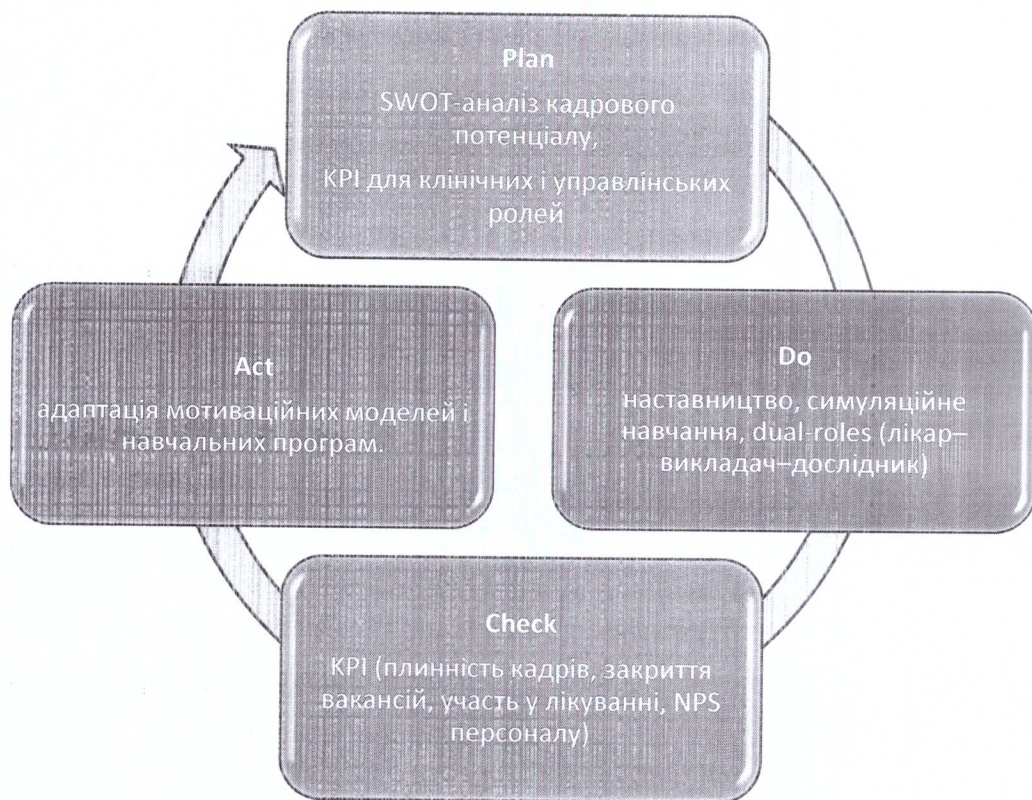 Plan
SWOT-аналіз кадрового
потенціалу,
KPI для клінічних і управлінських
ролей
Do
наставництво, симуляційне
навчання, dual-roles (лікар–
викладач–дослідник)
Check
KPI (плинність кадрів, закриття
вакансій, участь у лікуванні, NPS
персоналу)
Act
адаптація мотиваційних моделей і
навчальних програм.